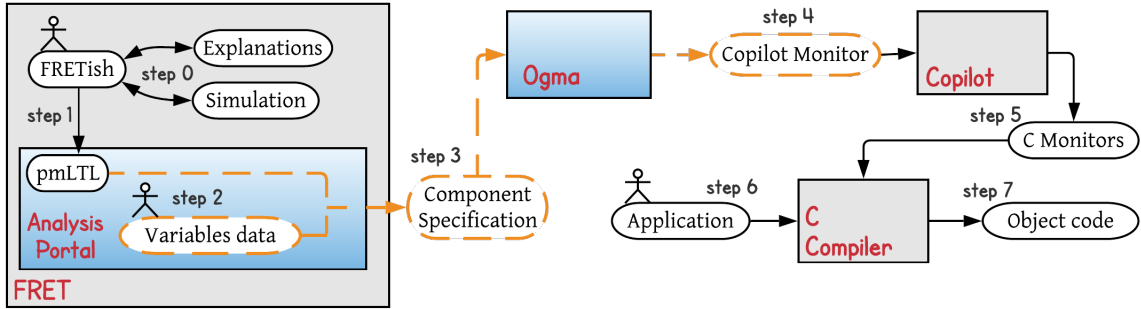 FRETish
Explanations
step 0
Simulation
step 1
pmLTL
step 2
Analysis
Portal
Variables data
FRET
step 3
Component
Specification
Ogma
step 4
Copilot Monitor
Copilot
step 5
C Monitors
step 6
Application
C
Compiler
step 7
Object code